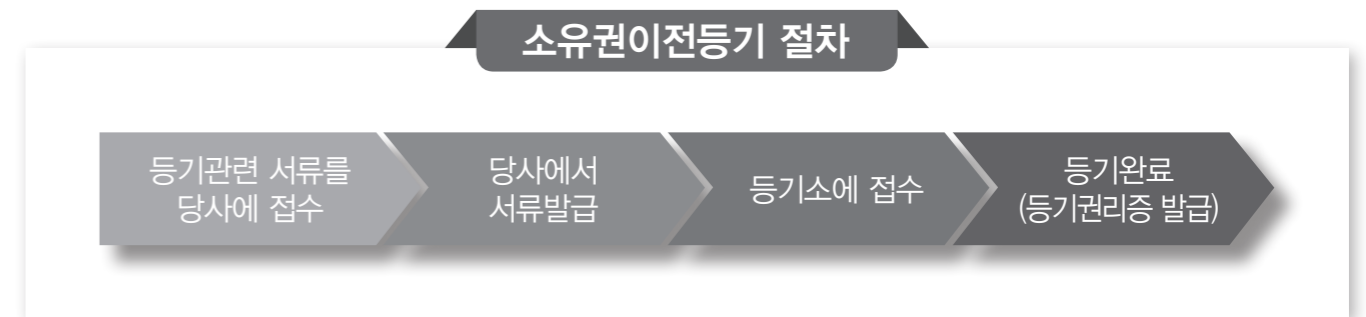 소유권이전등기 절차
등기관련 서류를
당사에 접수
당사에서
서류발급
등기소에 접수
등기완료
(등기권리증 발급)